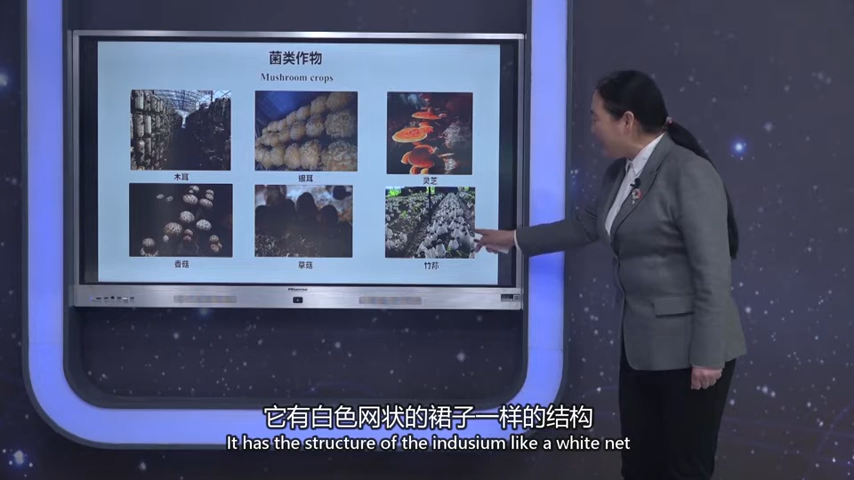 菌类作物
Mushroom crops
木耳
银耳
灵芝
香菇
草菇
竹荪
Hisense
它有白色网状的裙子一样的结构
It has the structure of the indusium like a white net